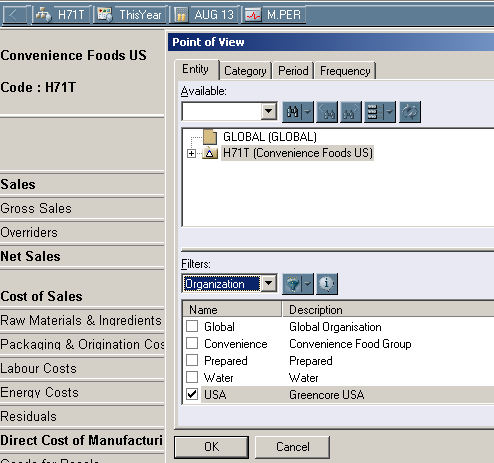 H71T ThisYear AUG 13 M.PER
Convenience Foods US
Code : H71T
Sales
Gross Sales
Overriders
Net Sales
Cost of Sales
Raw Materials & Ingredients
Packaging & Origination Cos
Labour Costs
Energy Costs
Residuals
Direct Cost of Manufacturi
Goods for Resale
Point of View
Entity Category Period Frequency
Available:
GLOBAL (GLOBAL)
H71T (Convenience Foods US)
Filters:
Organization
Name Description
Global Global Organisation
Convenience Convenience Food Group
Prepared Prepared
Water Water
USA Greencore USA
OK Cancel